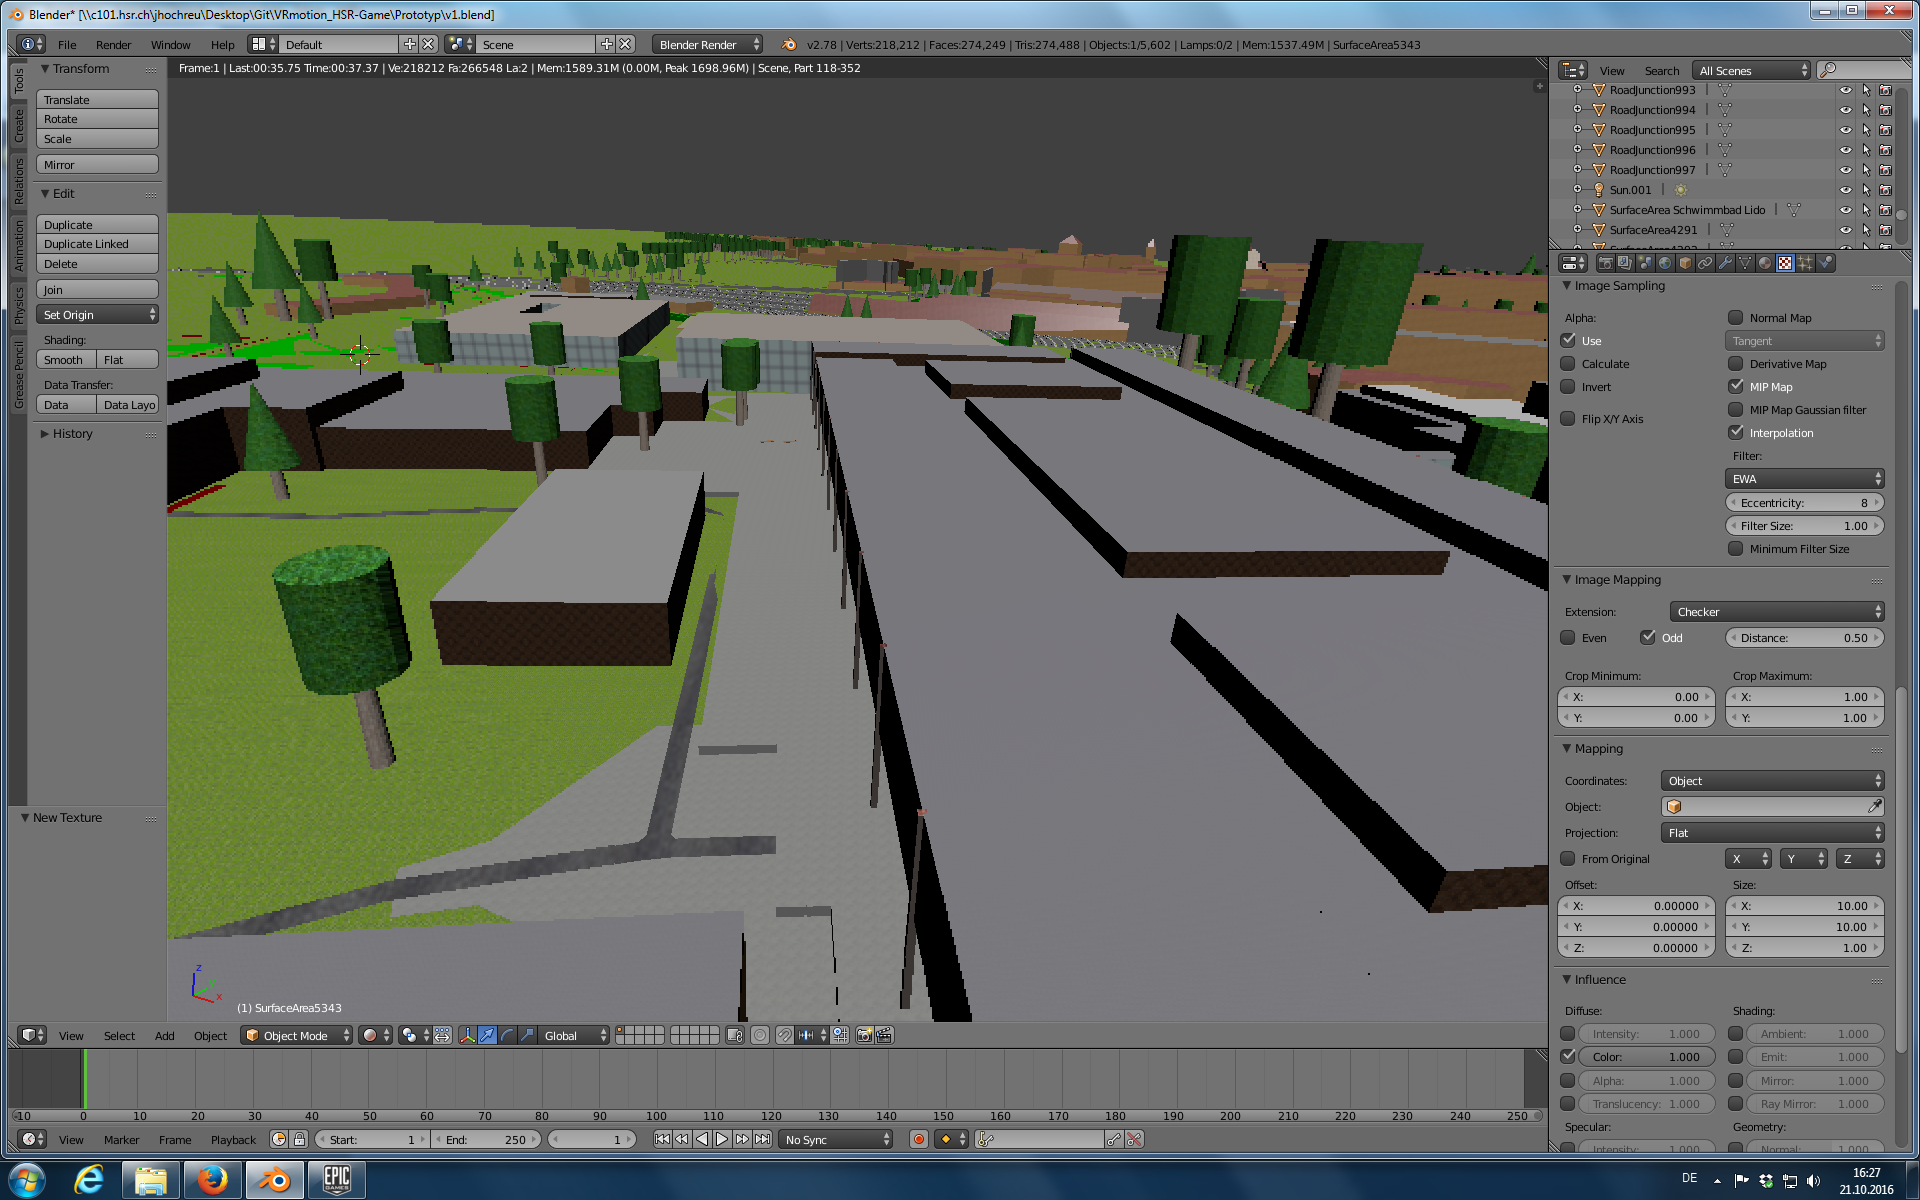 Blender* [\\c101.hsr.ch\jhochreu\Desktop\Git\VRmotion_HSR-Game\Prototyp\v1.blend]
File Render Window Help Default Scene Blender Render v2.78 | Verts:218,212 | Faces:274,249 | Tris:274,488 | Objects:1/5,602 | Lamps:0/2 | Mem:1537.49M | SurfaceArea5343
Frame:1 | Last:00:35.75 Time:00:37.37 | Ve:218212 Fa:266548 La:2 | Mem:1589.31M (0.00M, Peak 1698.96M) | Scene, Part 118-352
Tools
Create
Relations
Animation
Physics
Grease Pencil
Transform
Translate
Rotate
Scale
Mirror
Edit
Duplicate
Duplicate Linked
Delete
Join
Set Origin
Shading:
Smooth Flat
Data Transfer:
Data Data Layo
History
New Texture
z
x
(1) SurfaceArea5343
View Select Add Object Object Mode Global
View Search All Scenes
RoadJunction993
RoadJunction994
RoadJunction995
RoadJunction996
RoadJunction997
Sun.001
SurfaceArea Schwimmbad Lido
SurfaceArea4291
Image Sampling
Alpha: Normal Map
Use Tangent
Calculate Derivative Map
Invert MIP Map
MIP Map Gaussian filter
Flip X/Y Axis Interpolation
Filter:
EWA
Eccentricity: 8
Filter Size: 1.00
Minimum Filter Size
Image Mapping
Extension: Checker
Even Odd Distance: 0.50
Crop Minimum: Crop Maximum:
X: 0.00 X: 1.00
Y: 0.00 Y: 1.00
Mapping
Coordinates: Object
Object:
Projection: Flat
From Original X Y Z
Offset: Size:
X: 0.00000 X: 10.00
Y: 0.00000 Y: 10.00
Z: 0.00000 Z: 1.00
Influence
Diffuse: Shading:
Intensity: 1.000 Ambient: 1.000
Color: 1.000 Emit: 1.000
Alpha: 1.000 Mirror: 1.000
Translucency: 1.000 Ray Mirror: 1.000
Specular: Geometry:
Intensity: 1.000 Normal: 1.000
-10 0 10 20 30 40 50 60 70 80 90 100 110 120 130 140 150 160 170 180 190 200 210 220 230 240 250
View Marker Frame Playback Start: 1 End: 250 1 No Sync
EPIC
GAMES
DE
16:27
21.10.2016